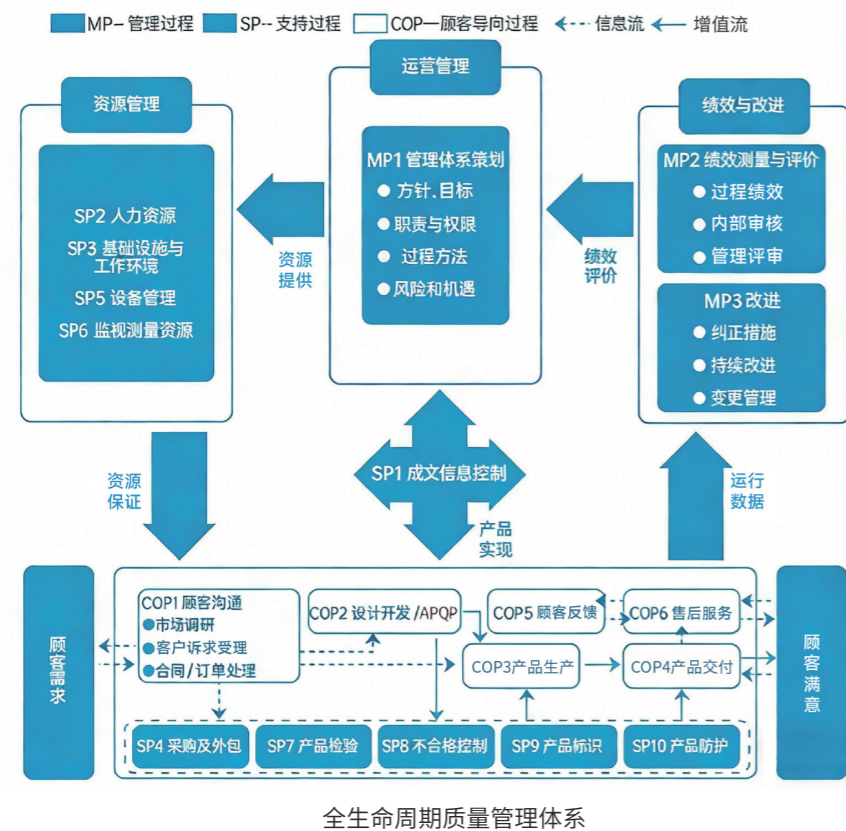 MP-管理过程 SP--支持过程 COP一顾客导向过程 信息流 增值流
运营管理
资源管理
绩效与改进
SP2 人力资源
SP3 基础设施与
工作环境
SP5 设备管理
SP6 监视测量资源
资源
提供
MP1 管理体系策划
方针.目标
职责与权限
过程方法
风险和机遇
绩效
评价
MP2 绩效测量与评价
过程绩效
内部审核
管理评审
MP3 改进
纠正措施
持续改进
变更管理
资源
保证
SP1 成文信息控制
产品
实现
运行
数据
顾客需求
COP1 顾客沟通
市场调研
客户诉求受理
合同/订单处理
COP2 设计开发/APQP
COP5 顾客反馈
COP6 售后服务
COP3产品生产
COP4产品交付
SP4 采购及外包
SP7 产品检验
SP8 不合格控制
SP9 产品标识
SP10 产品防护
顾客满意
全生命周期质量管理体系